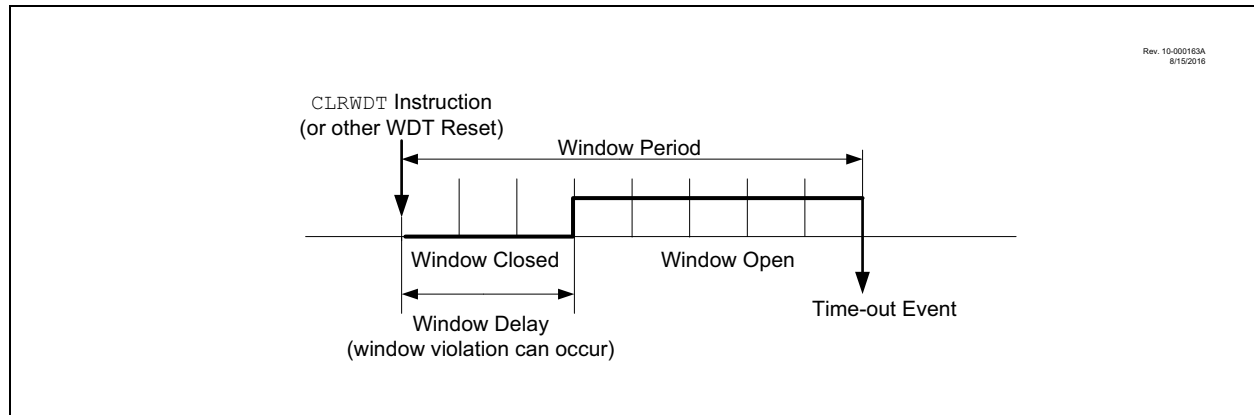 Rev. 10-000163A
8/15/2016
CLRWDT Instruction
(or other WDT Reset)
Window Period
Window Closed
Window Open
Window Delay
(window violation can occur)
Time-out Event